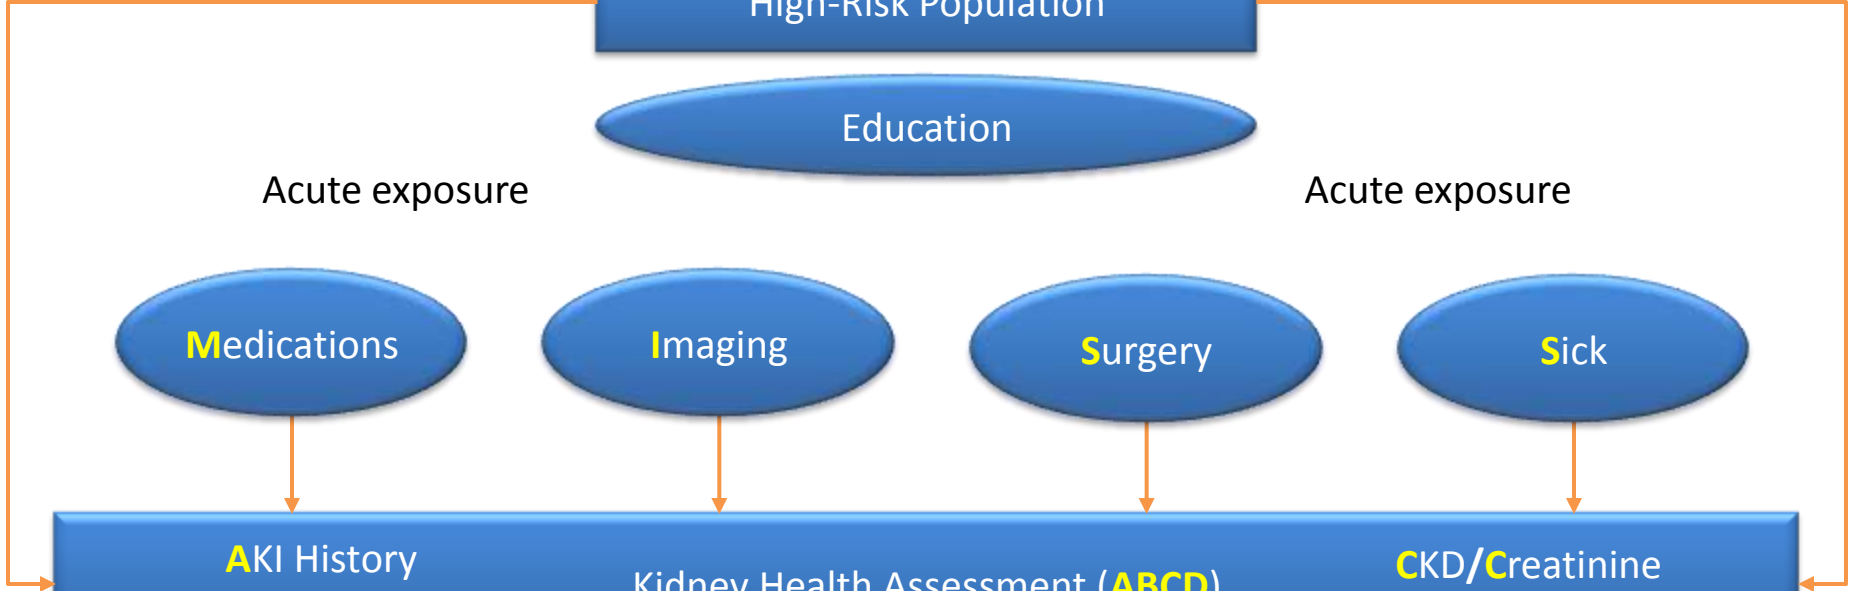 High-Risk Population
Education
Acute exposure
Acute exposure
Medications
Imaging
Surgery
Sick
AKI History
Kidney Health Assessment (ABCD)
CKD/Creatinine